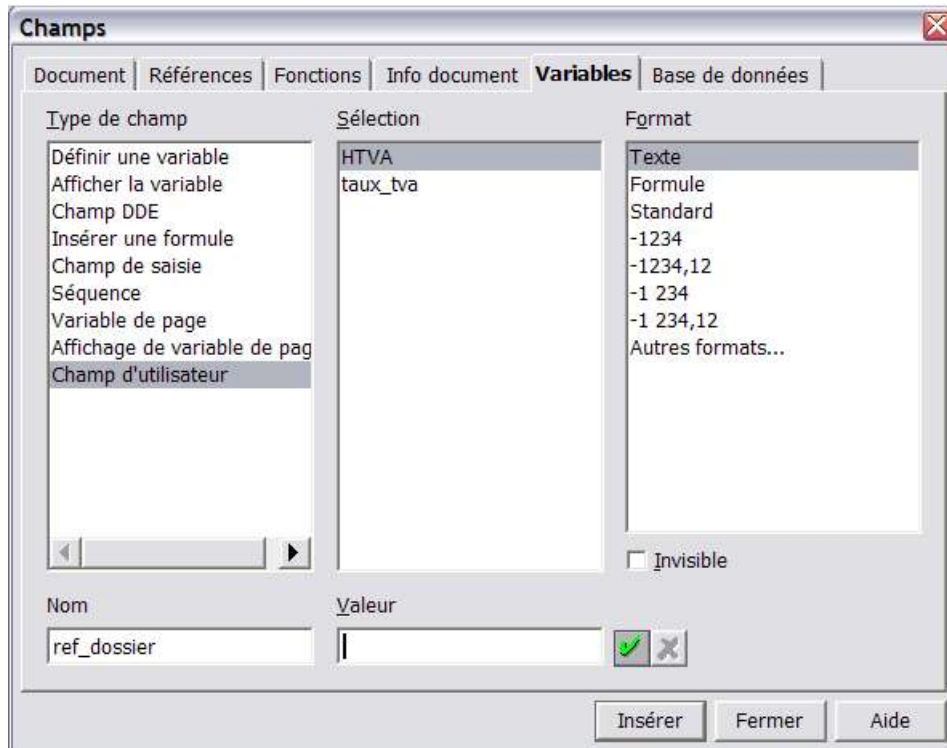 Champs
Document Références Fonctions Info document Variables Base de données
Type de champ
Définir une variable
Afficher la variable
Champ DDE
Insérer une formule
Champ de saisie
Séquence
Variable de page
Affichage de variable de pag
Champ d'utilisateur
Sélection
HTVA
taux_tva
Format
Texte
Formule
Standard
-1234
-1234,12
-1 234
-1 234,12
Autres formats...
Invisible
Nom
ref_dossier
Valeur
Insérer Fermer Aide